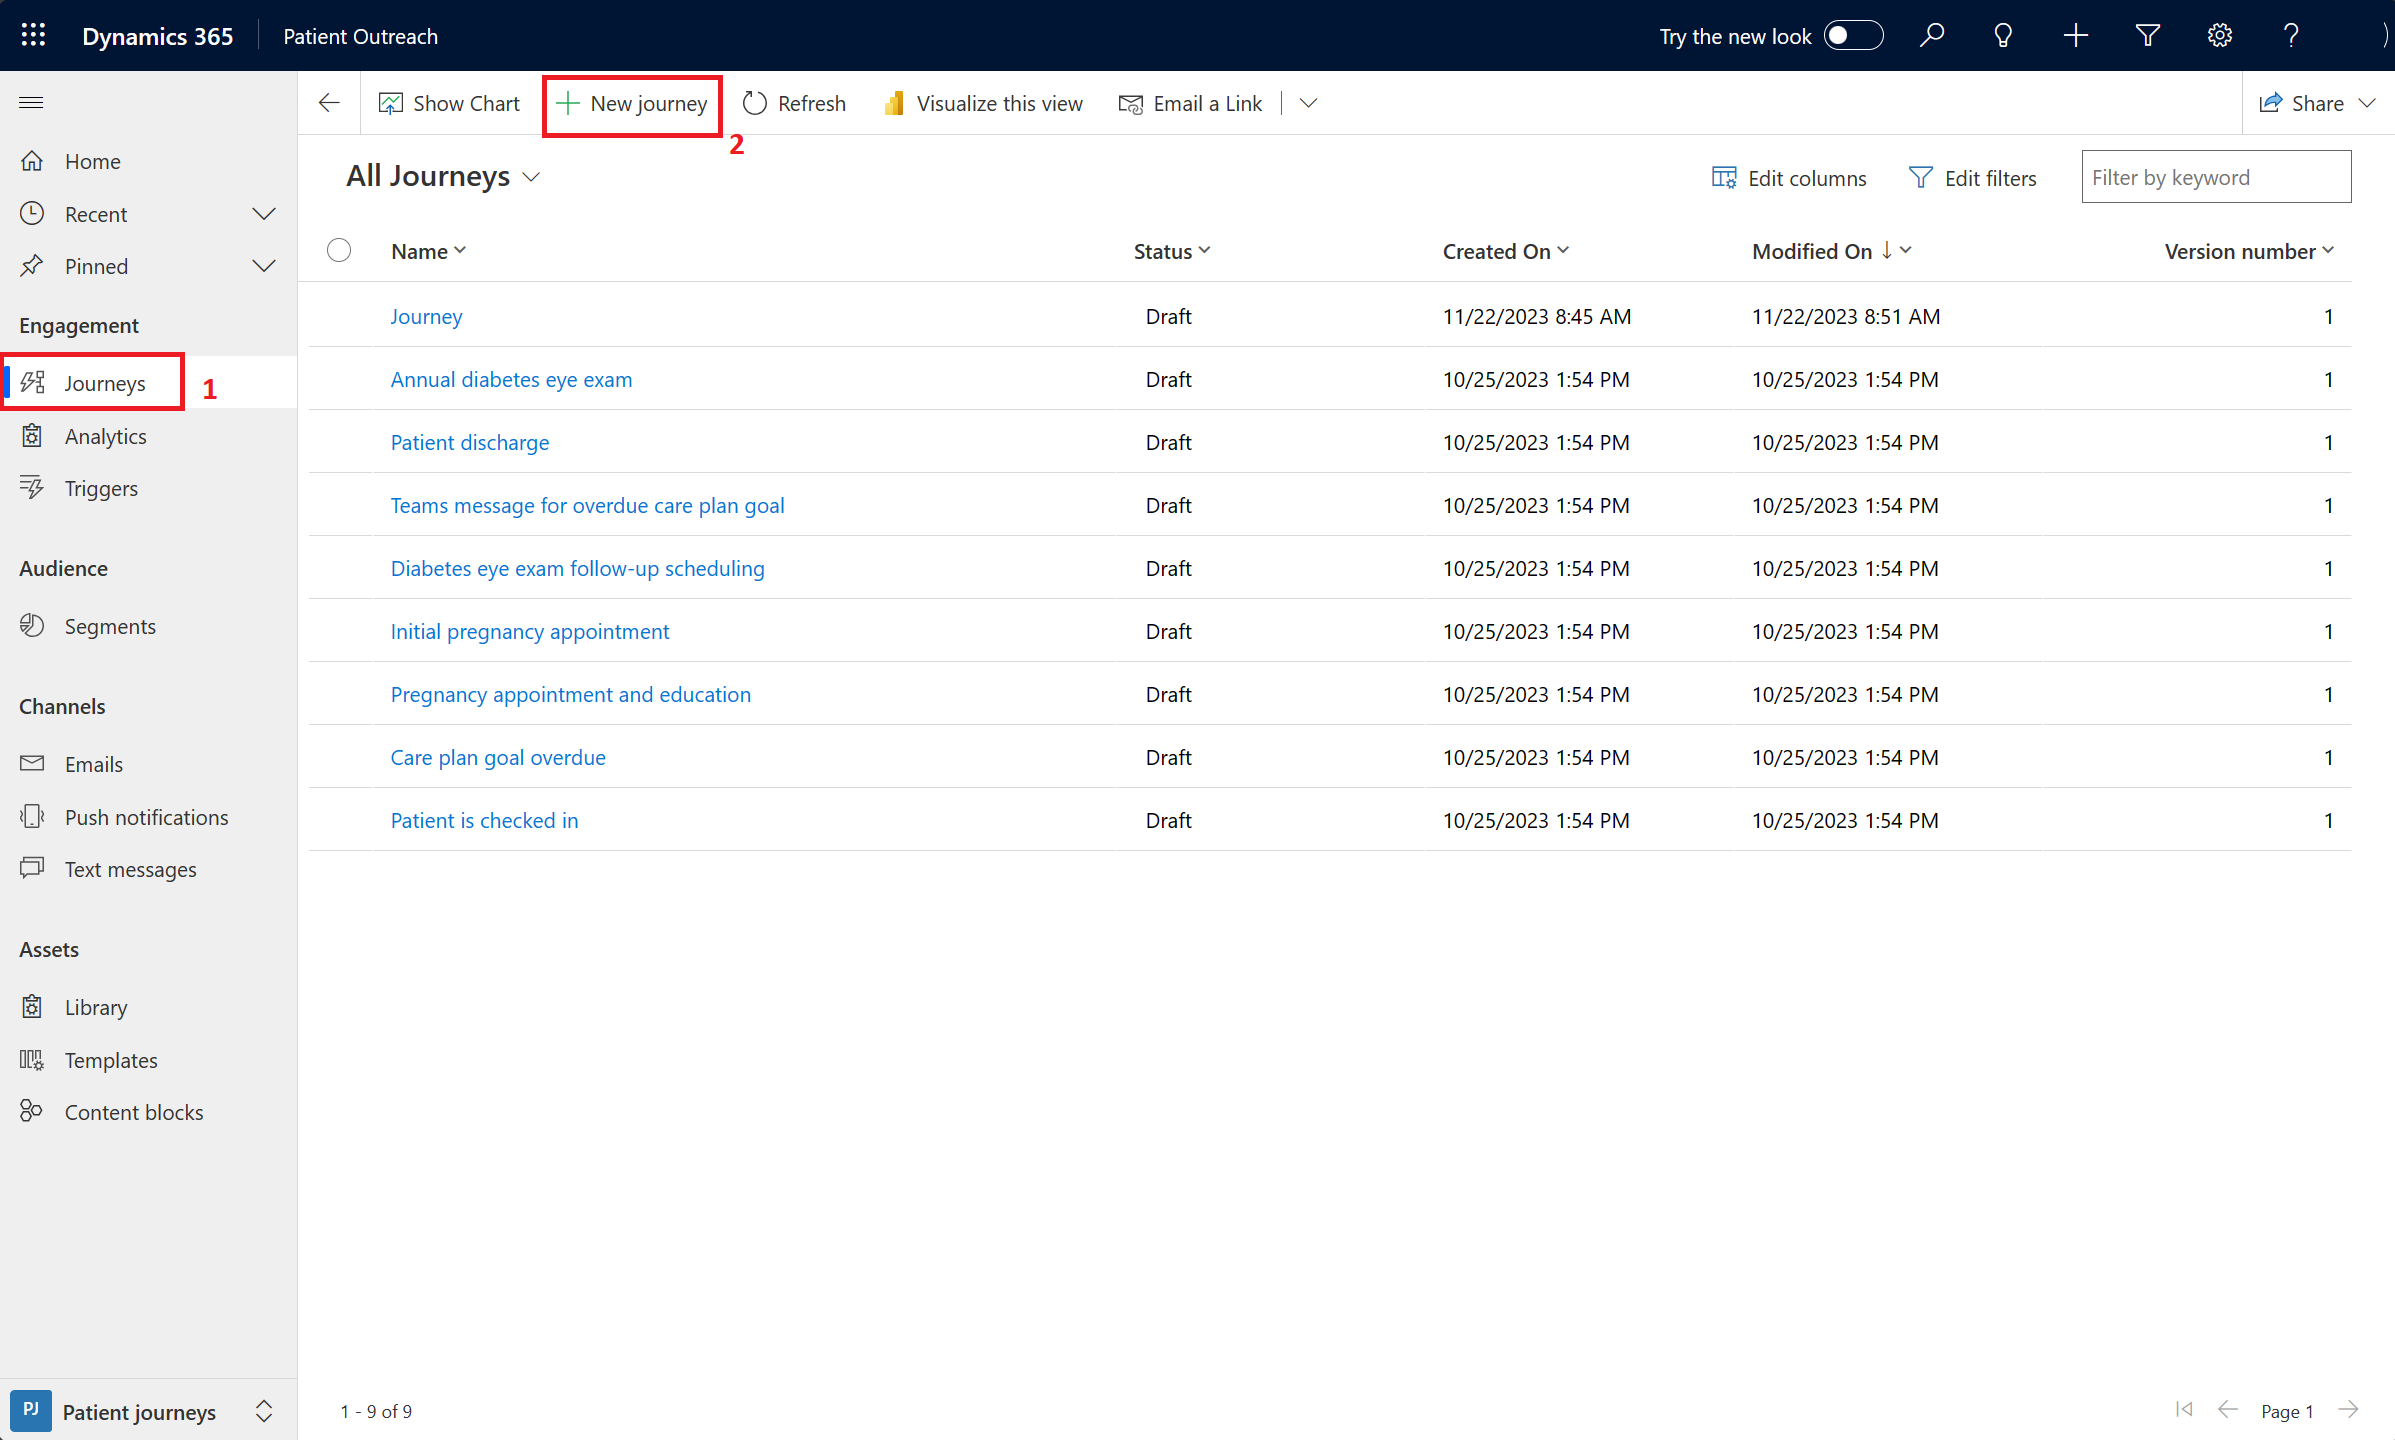 Dynamics 365 Patient Outreach Try the new look
Show Chart New journey Refresh Visualize this view Email a Link Share
2
Home
Recent
Pinned
Engagement
Journeys 1
Analytics
Triggers
Audience
Segments
Channels
Emails
Push notifications
Text messages
Assets
Library
Templates
Content blocks
PJ Patient journeys
All Journeys Edit columns Edit filters Filter by keyword
Name Status Created On Modified On Version number
Journey Draft 11/22/2023 8:45 AM 11/22/2023 8:51 AM 1
Annual diabetes eye exam Draft 10/25/2023 1:54 PM 10/25/2023 1:54 PM 1
Patient discharge Draft 10/25/2023 1:54 PM 10/25/2023 1:54 PM 1
Teams message for overdue care plan goal Draft 10/25/2023 1:54 PM 10/25/2023 1:54 PM 1
Diabetes eye exam follow-up scheduling Draft 10/25/2023 1:54 PM 10/25/2023 1:54 PM 1
Initial pregnancy appointment Draft 10/25/2023 1:54 PM 10/25/2023 1:54 PM 1
Pregnancy appointment and education Draft 10/25/2023 1:54 PM 10/25/2023 1:54 PM 1
Care plan goal overdue Draft 10/25/2023 1:54 PM 10/25/2023 1:54 PM 1
Patient is checked in Draft 10/25/2023 1:54 PM 10/25/2023 1:54 PM 1
1 - 9 of 9 Page 1